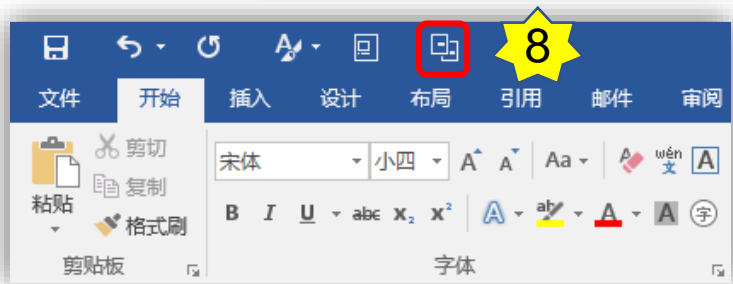 8
文件 开始 插入 设计 布局 引用 邮件 审阅
剪切
宋体 小四 A A Aa wén 文 A
复制
粘贴
格式刷
B I U abc X₂ X² A ab A A 字
剪贴板 字体